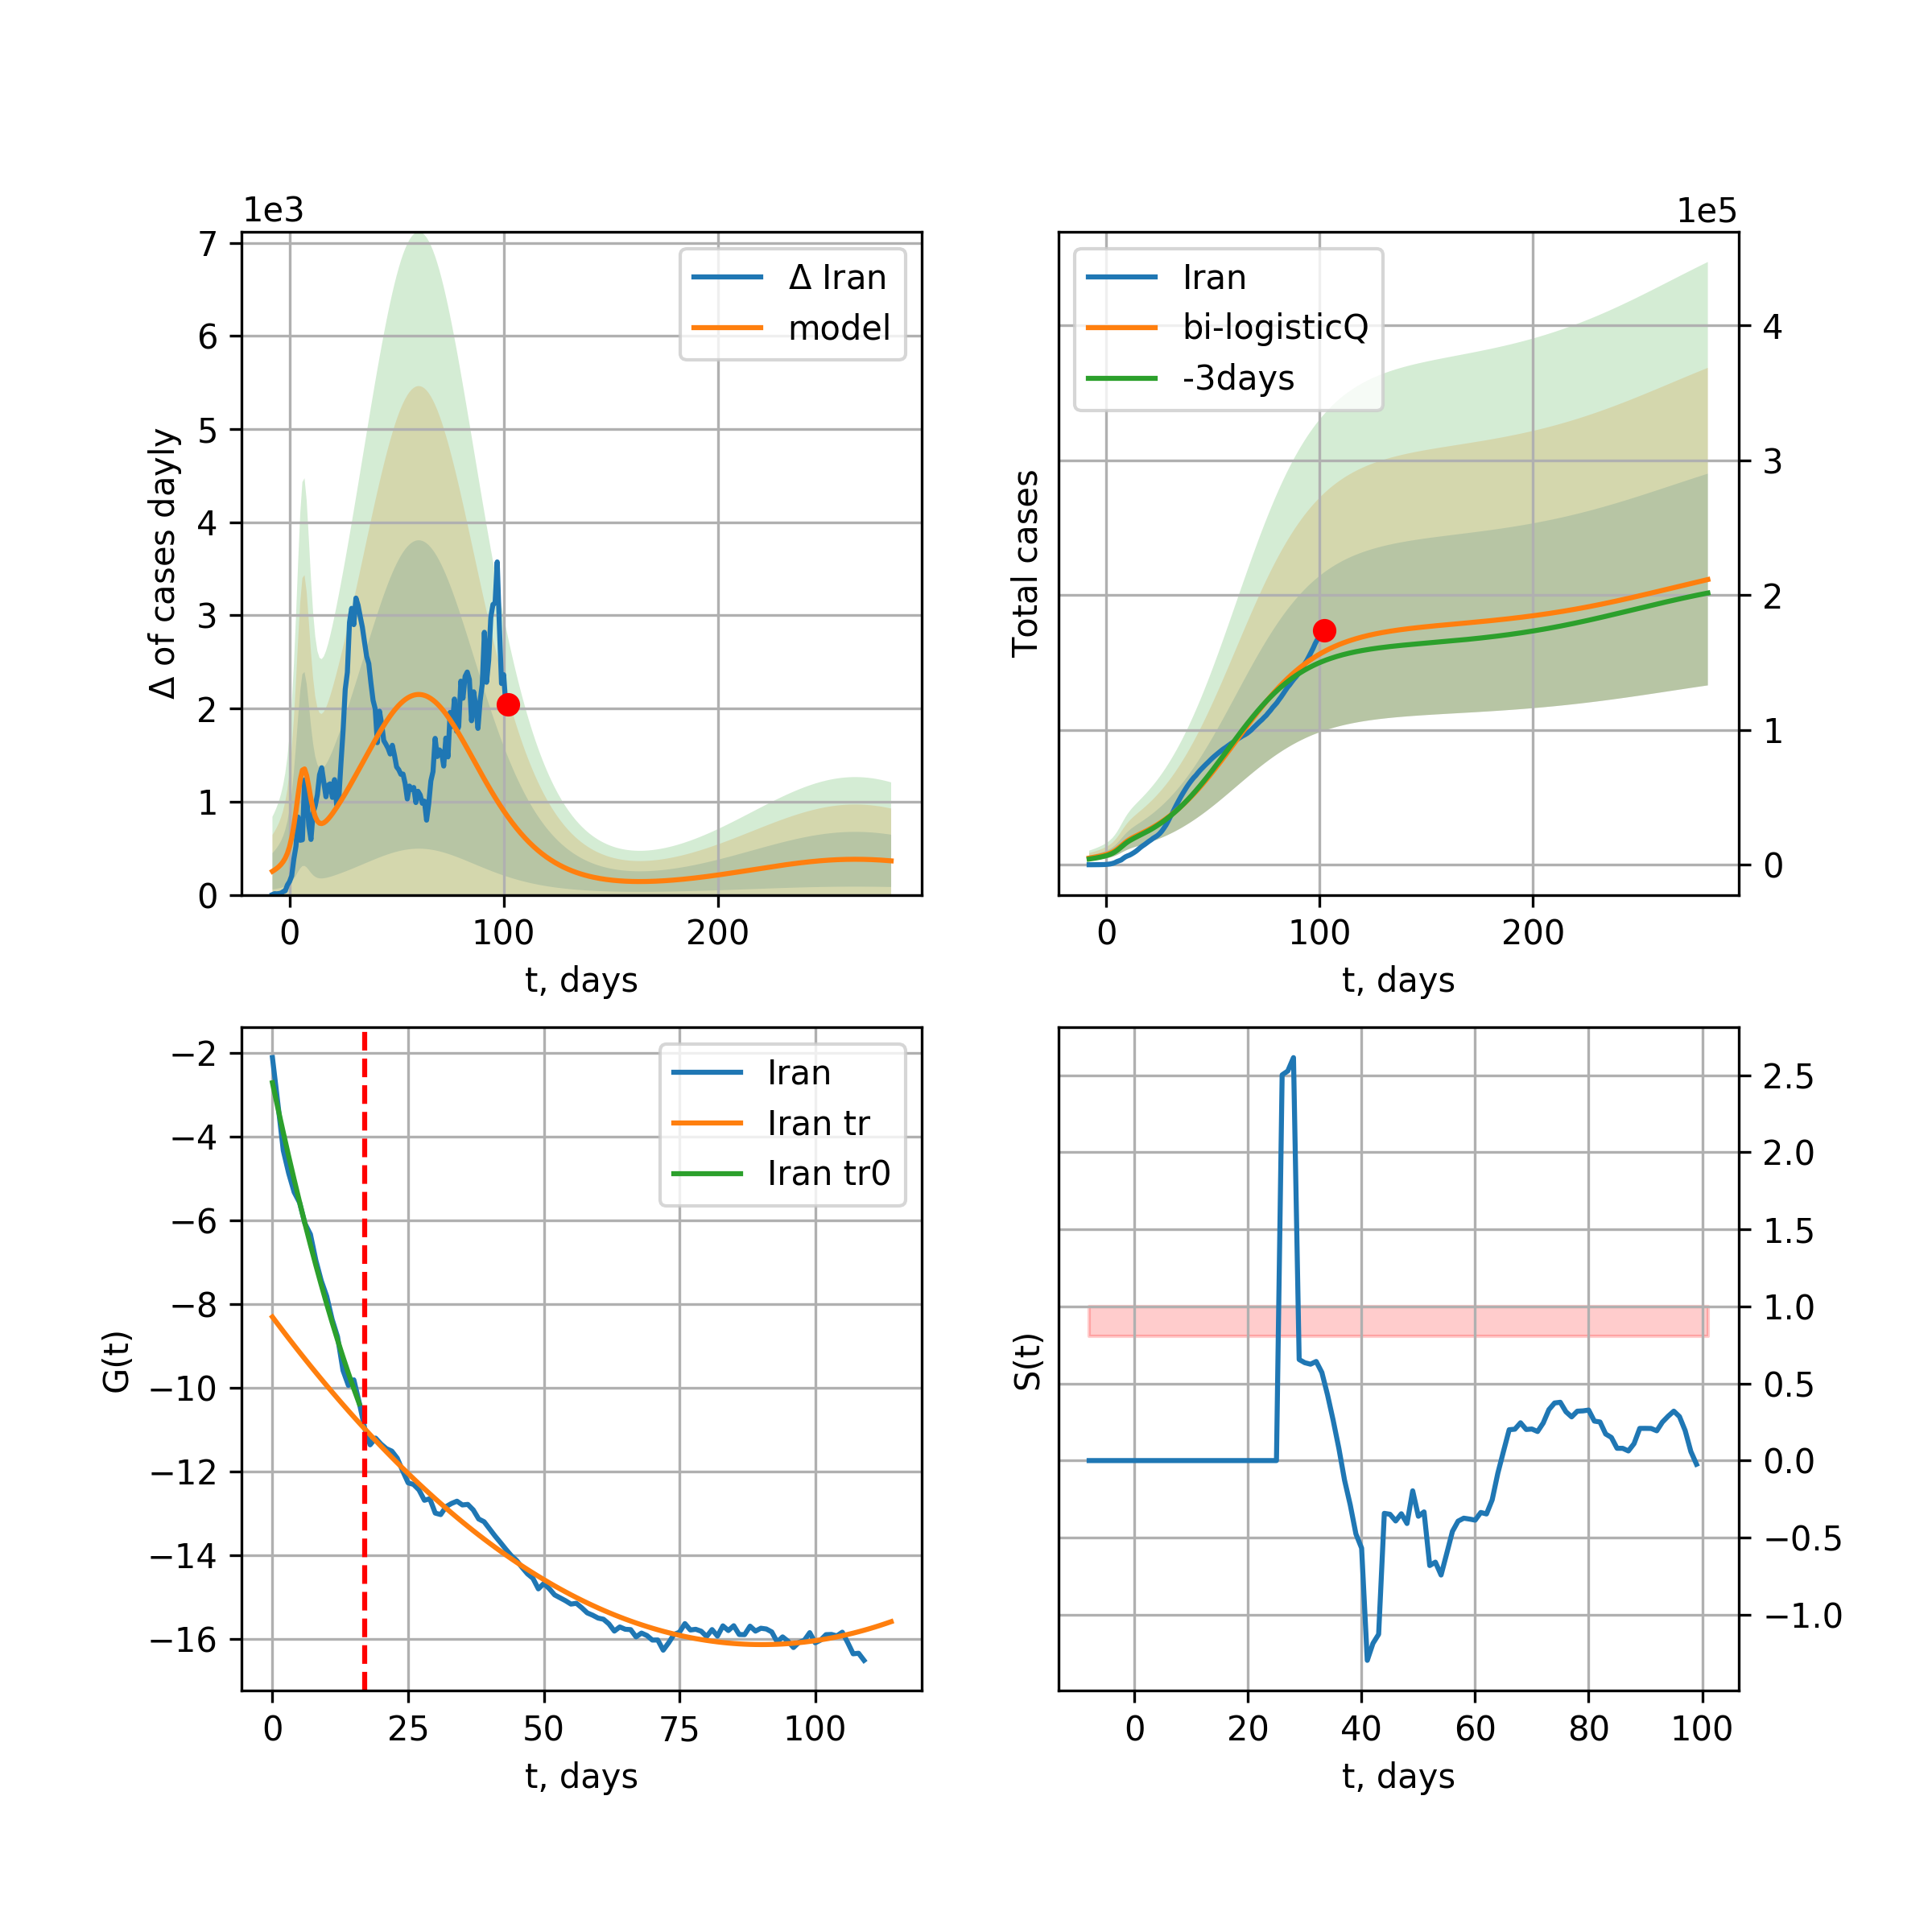 1e3
7
6
5
4
3
2
1
0
Δ of cases dayly
Δ Iran
model
0 100 200
t, days
1e5
Iran
bi-logisticQ
-3days
4
3
2
1
0
Total cases
0 100 200
t, days
−2
−4
−6
−8
−10
−12
−14
−16
G(t)
Iran
Iran tr
Iran tr0
0 25 50 75 100
t, days
2.5
2.0
1.5
1.0
0.5
0.0
−0.5
−1.0
S(t)
0 20 40 60 80 100
t, days